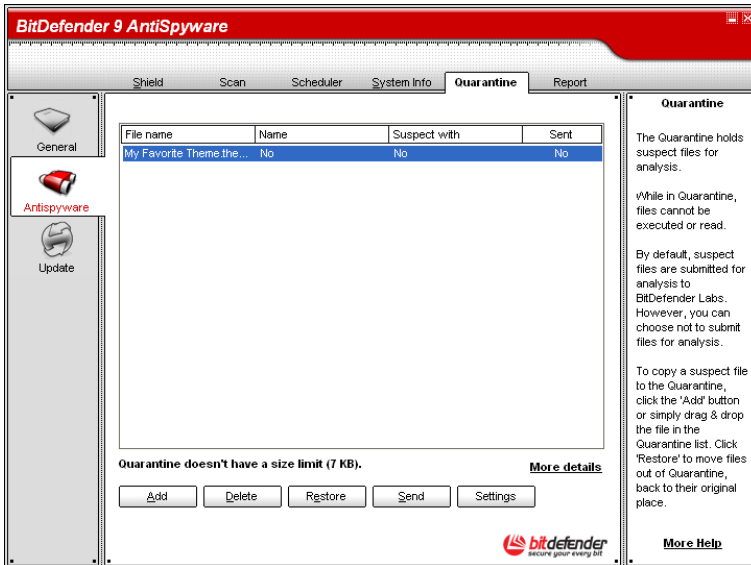 BitDefender 9 AntiSpyware
Shield Scan Scheduler System Info Quarantine Report
General
Antispyware
Update
File name Name Suspect with Sent
My Favorite Theme.the... No No No
Quarantine doesn't have a size limit (7 KB).
More details
Add Delete Restore Send Settings
bitdefender
secure your every bit
Quarantine
The Quarantine holds
suspect files for
analysis.
While in Quarantine,
files cannot be
executed or read.
By default, suspect
files are submitted for
analysis to
BitDefender Labs.
However, you can
choose not to submit
files for analysis.
To copy a suspect file
to the Quarantine,
click the 'Add' button
or simply drag & drop
the file in the
Quarantine list. Click
'Restore' to move files
out of Quarantine,
back to their original
place.
More Help